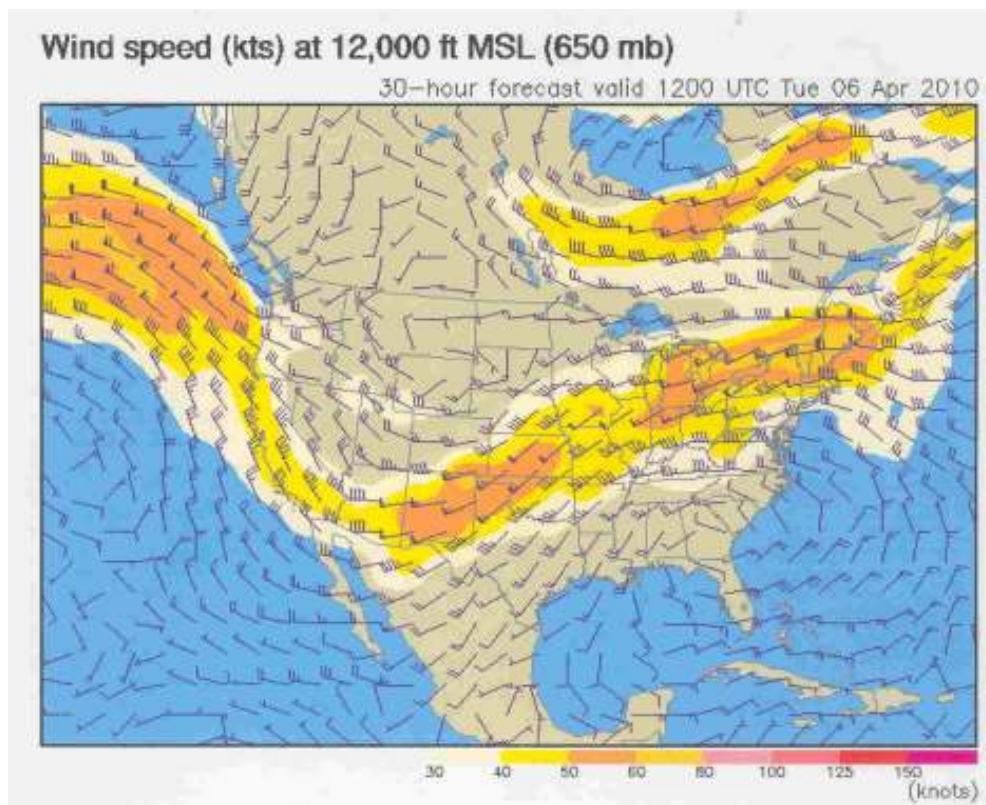 Wind speed (kts) at 12,000 ft MSL (650 mb)
30-hour forecast valid 1200 UTC Tue 06 Apr 2010
30 40 50 60 80 100 125 150
(knots)